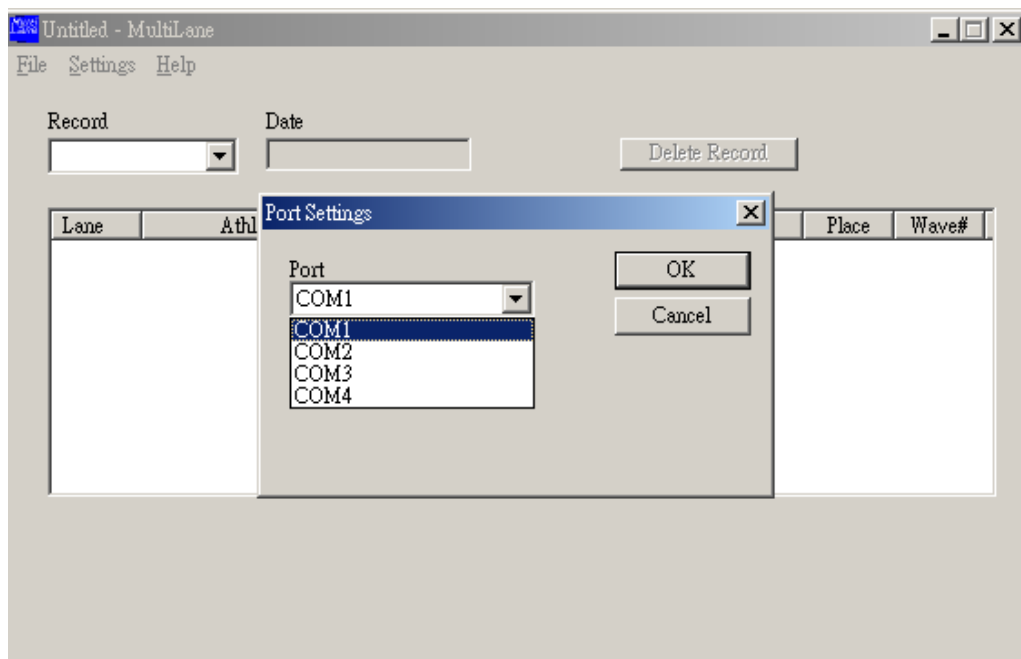 Untitled - MultiLane
File Settings Help
Record Date
Delete Record
Port Settings
Lane Athl Place Wave#
Port
OK
COM1
Cancel
COM1
COM2
COM3
COM4